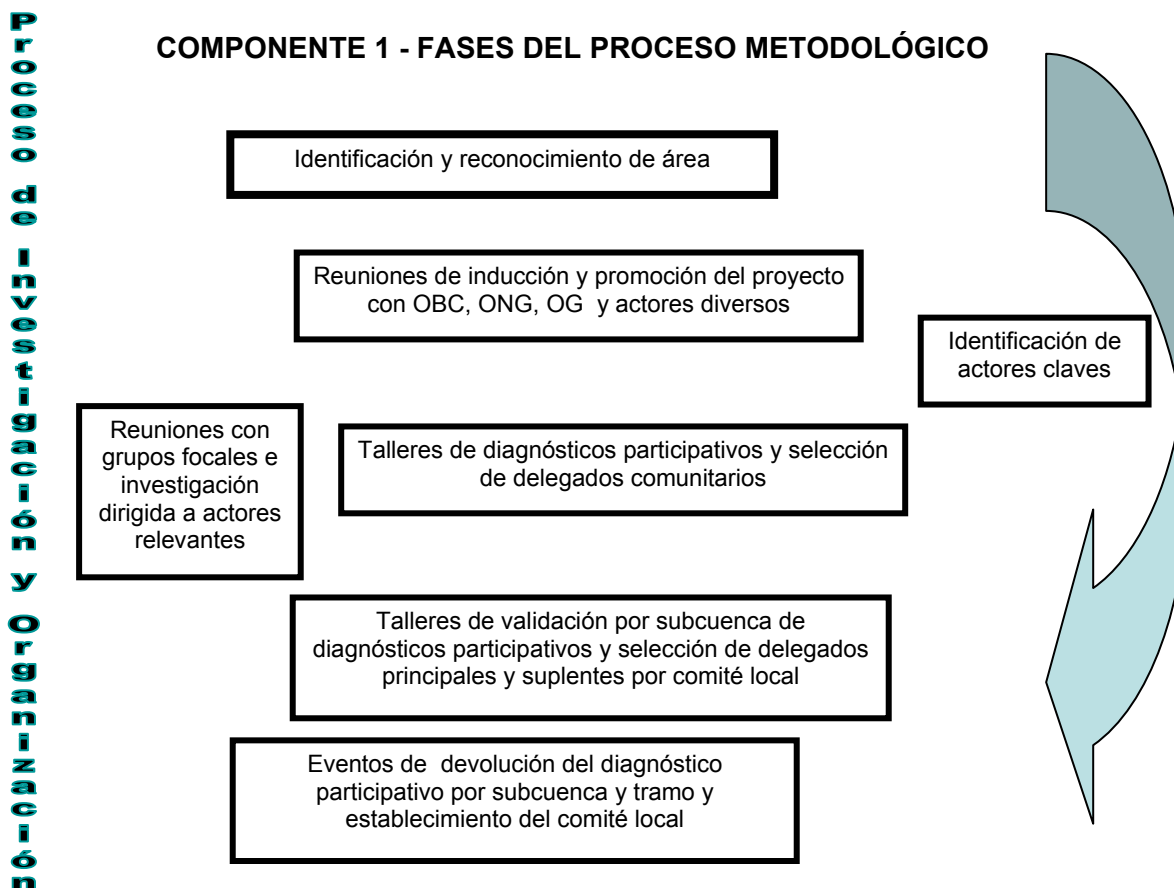 Proceso de Investigación y Organización
COMPONENTE 1 - FASES DEL PROCESO METODOLÓGICO
Identificación y reconocimiento de área
Reuniones de inducción y promoción del proyecto
con OBC, ONG, OG y actores diversos
Identificación de
actores claves
Reuniones con
grupos focales e
investigación
dirigida a actores
relevantes
Talleres de diagnósticos participativos y selección
de delegados comunitarios
Talleres de validación por subcuenca de
diagnósticos participativos y selección de delegados
principales y suplentes por comité local
Eventos de devolución del diagnóstico
participativo por subcuenca y tramo y
establecimiento del comité local